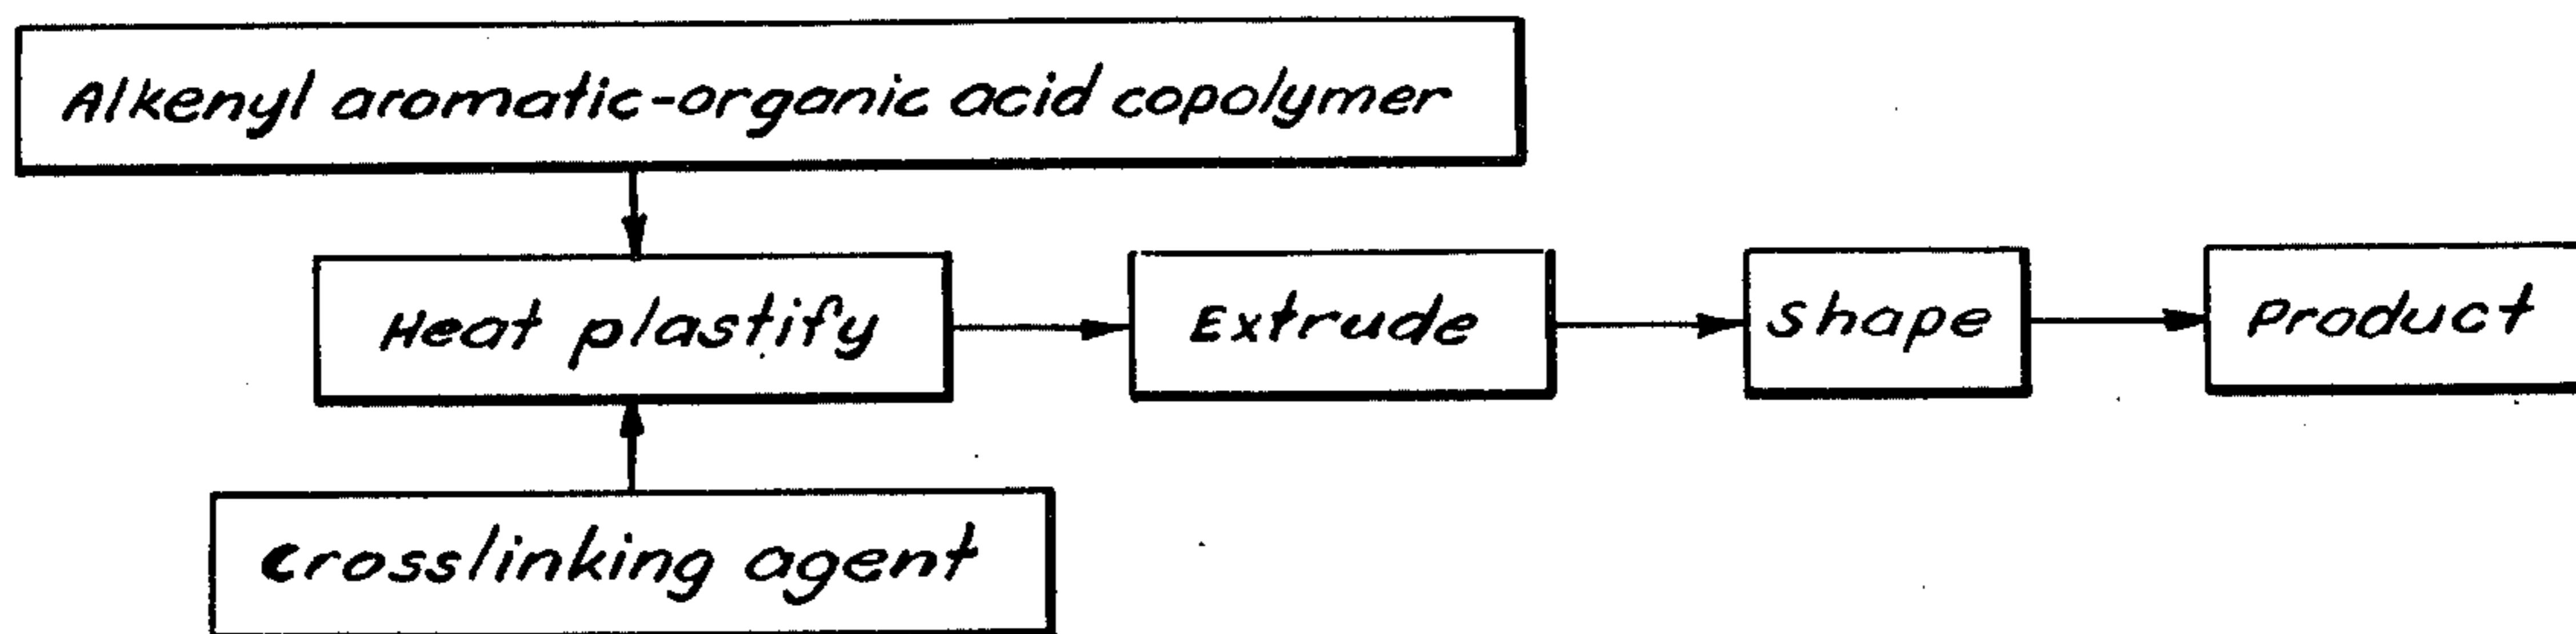 Alkenyl aromatic-organic acid copolymer
Heat plastify
Extrude
Shape
Product
Crosslinking agent